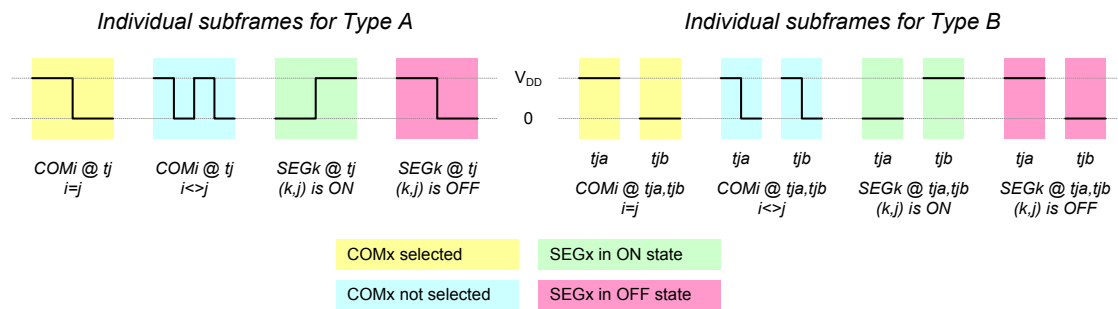 Individual subframes for Type A
Individual subframes for Type B
VDD
0
COMi @ tj
i=j
COMi @ tj
i<>j
SEGk @ tj
(k,j) is ON
SEGk @ tj
(k,j) is OFF
tja tjb tja tjb tja tjb tja tjb
COMi @ tja,tjb
i=j
COMi @ tja,tjb
i<>j
SEGk @ tja,tjb
(k,j) is ON
SEGk @ tja,tjb
(k,j) is OFF
COMx selected
SEGx in ON state
COMx not selected
SEGx in OFF state